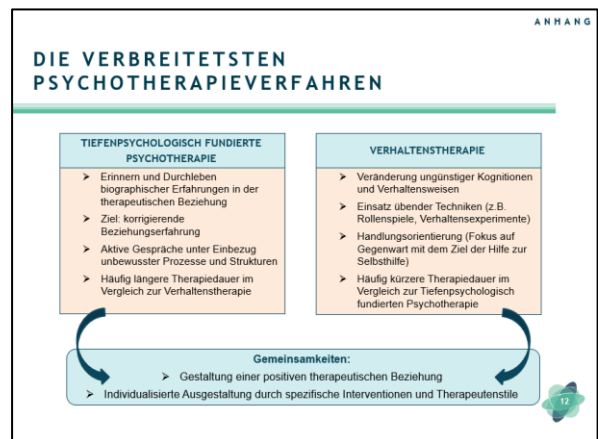 ANHANG
DIE VERBREITETSTEN
PSYCHOTHERAPIEVERFAHREN
TIEFENPSYCHOLOGISCH FUNDIERTE
PSYCHOTHERAPIE
➤ Erinnern und Durchleben
biographischer Erfahrungen in der
therapeutischen Beziehung
➤ Ziel: korrigierende
Beziehungserfahrung
➤ Aktive Gespräche unter Einbezug
unbewusster Prozesse und Strukturen
➤ Häufig längere Therapiedauer im
Vergleich zur Verhaltenstherapie
VERHALTENSTHERAPIE
➤ Veränderung ungünstiger Kognitionen
und Verhaltensweisen
➤ Einsatz übender Techniken (z.B.
Rollenspiele, Verhaltensexperimente)
➤ Handlungsorientierung (Fokus auf
Gegenwart mit dem Ziel der Hilfe zur
Selbsthilfe)
➤ Häufig kürzere Therapiedauer im
Vergleich zur Tiefenpsychologisch
fundierten Psychotherapie
Gemeinsamkeiten:
➤ Gestaltung einer positiven therapeutischen Beziehung
➤ Individualisierte Ausgestaltung durch spezifische Interventionen und Therapeutenstile
12